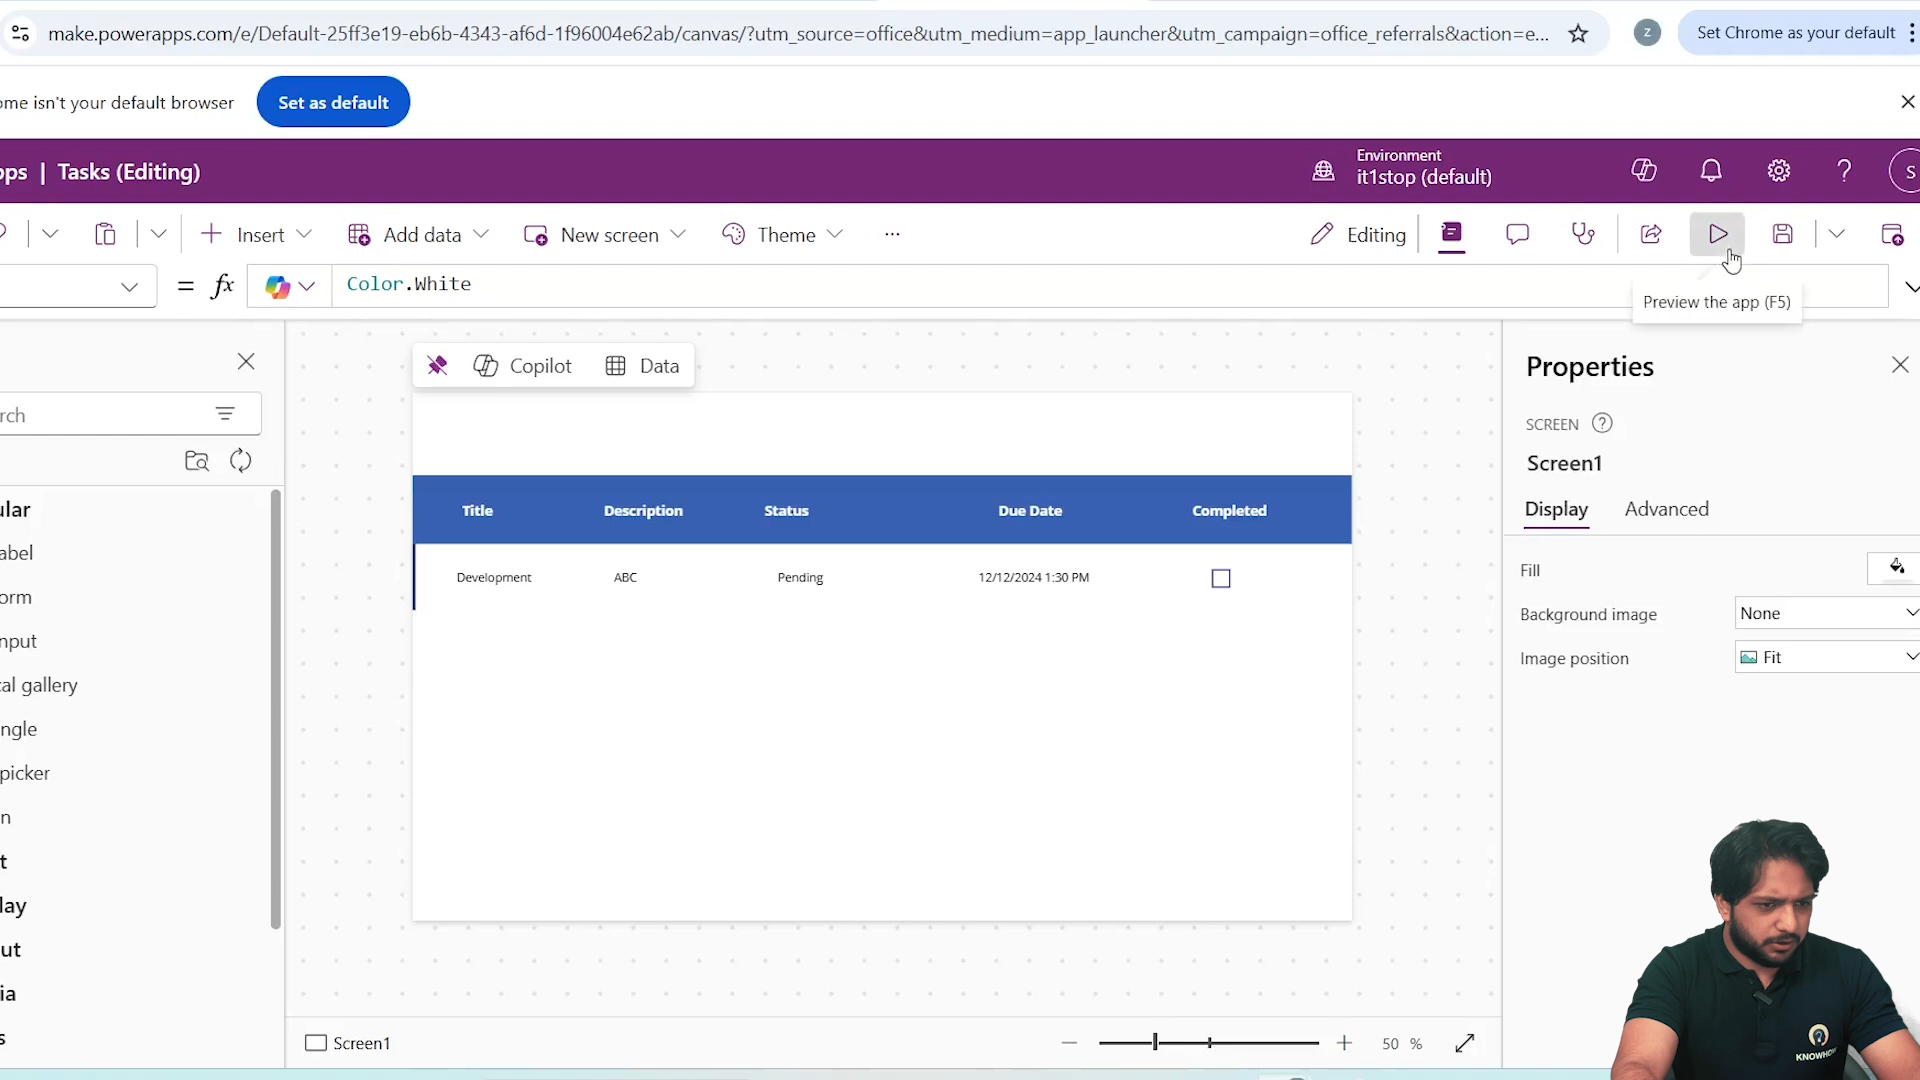 make.powerapps.com/e/Default-25ff3e19-eb6b-4343-af6d-1f96004e62ab/canvas/?utm_source=office&utm_medium=app_launcher&utm_campaign=office_referrals&action=e...
Z
Set Chrome as your default
ome isn't your default browser
Set as default
pps | Tasks (Editing)
Environment
it1stop (default)
S
Insert
Add data
New screen
Theme
...
Editing
= fx
Color.White
Preview the app (F5)
Copilot
Data
Properties
rch
SCREEN
Screen1
Display
Advanced
ular
abel
orm
nput
al gallery
ngle
picker
n
t
lay
ut
ia
s
Title
Description
Status
Due Date
Completed
Development
ABC
Pending
12/12/2024 1:30 PM
Fill
Background image
None
Image position
Fit
Screen1
50 %